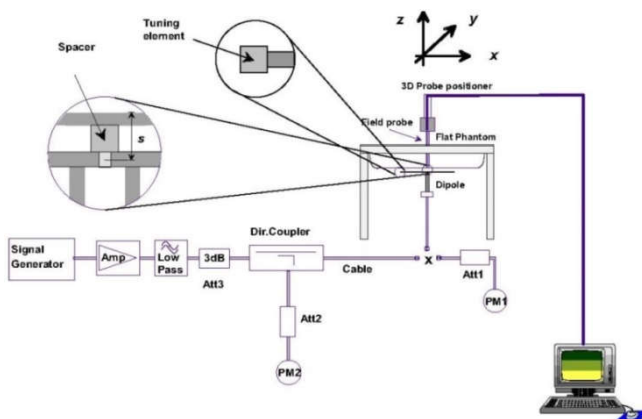 Tuning
element
Spacer
s
z
y
x
3D Probe positioner
Field probe
Flat Phantom
Dipole
Signal
Generator
Amp
Low
Pass
3dB
Att3
Dir.Coupler
Cable
x
Att1
PM1
Att2
PM2